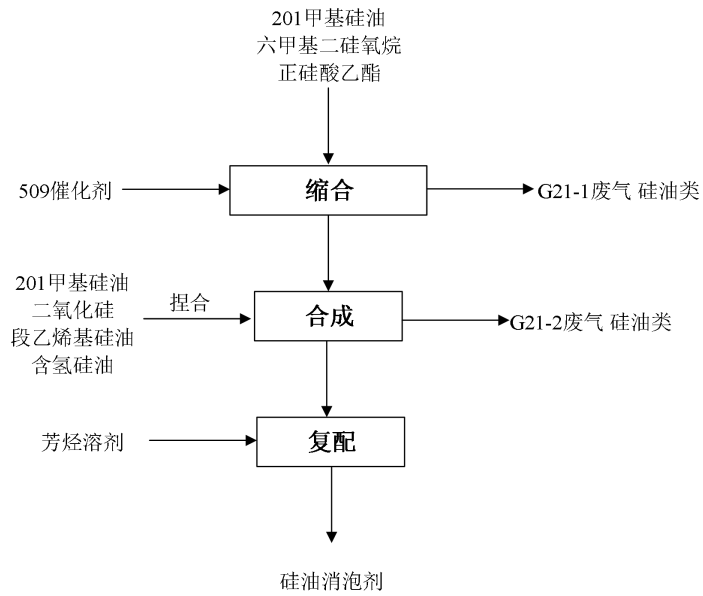 201甲基硅油
六甲基二硅氧烷
正硅酸乙酯
509催化剂
缩合
G21-1废气 硅油类
201甲基硅油
二氧化硅
段乙烯基硅油
含氢硅油
捏合
合成
G21-2废气 硅油类
芳烃溶剂
复配
硅油消泡剂